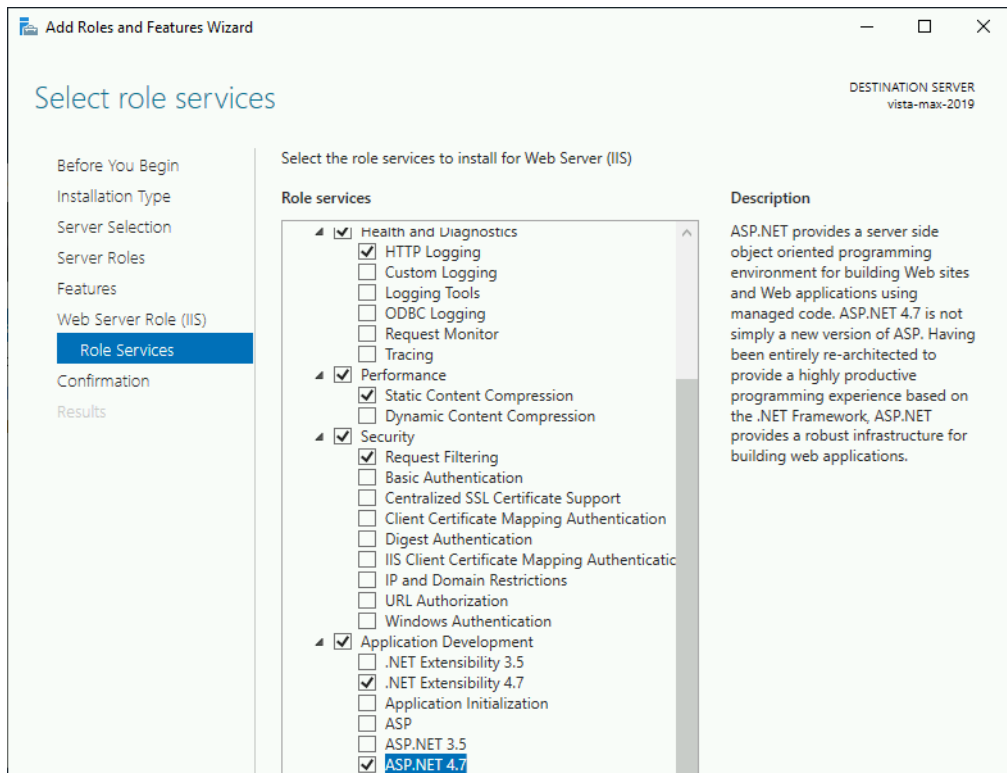 Add Roles and Features Wizard
Select role services
DESTINATION SERVER
vista-max-2019
Before You Begin
Installation Type
Server Selection
Server Roles
Features
Web Server Role (IIS)
Role Services
Confirmation
Results
Select the role services to install for Web Server (IIS)
Role services
Health and Diagnostics
HTTP Logging
Custom Logging
Logging Tools
ODBC Logging
Request Monitor
Tracing
Performance
Static Content Compression
Dynamic Content Compression
Security
Request Filtering
Basic Authentication
Centralized SSL Certificate Support
Client Certificate Mapping Authentication
Digest Authentication
IIS Client Certificate Mapping Authenticatic
IP and Domain Restrictions
URL Authorization
Windows Authentication
Application Development
.NET Extensibility 3.5
.NET Extensibility 4.7
Application Initialization
ASP
ASP.NET 3.5
ASP.NET 4.7
Description
ASP.NET provides a server side
object oriented programming
environment for building Web sites
and Web applications using
managed code. ASP.NET 4.7 is not
simply a new version of ASP. Having
been entirely re-architected to
provide a highly productive
programming experience based on
the .NET Framework, ASP.NET
provides a robust infrastructure for
building web applications.